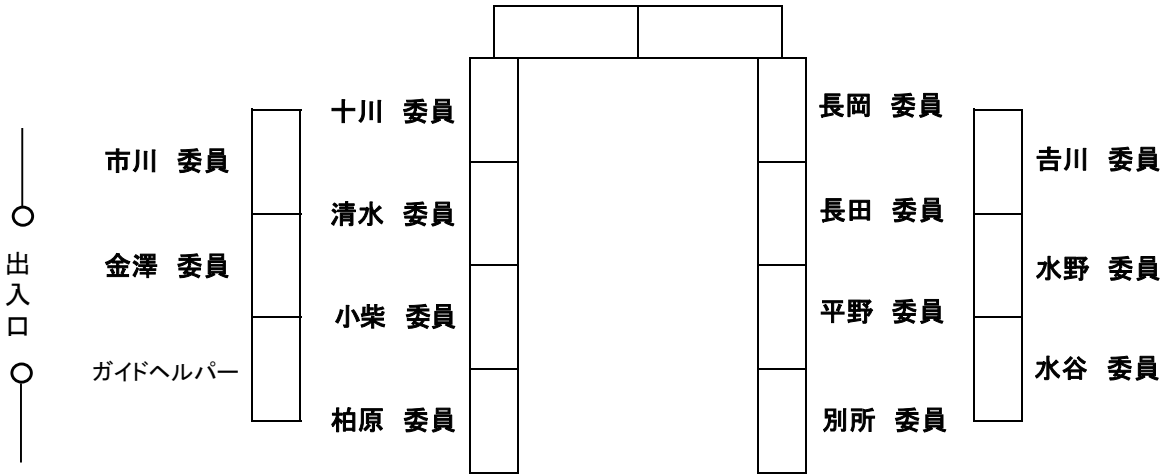 十川 委員
長岡 委員
市川 委員
𠮷川 委員
清水 委員
長田 委員
出入口
金澤 委員
水野 委員
小柴 委員
平野 委員
ガイドヘルパー
水谷 委員
柏原 委員
別所 委員